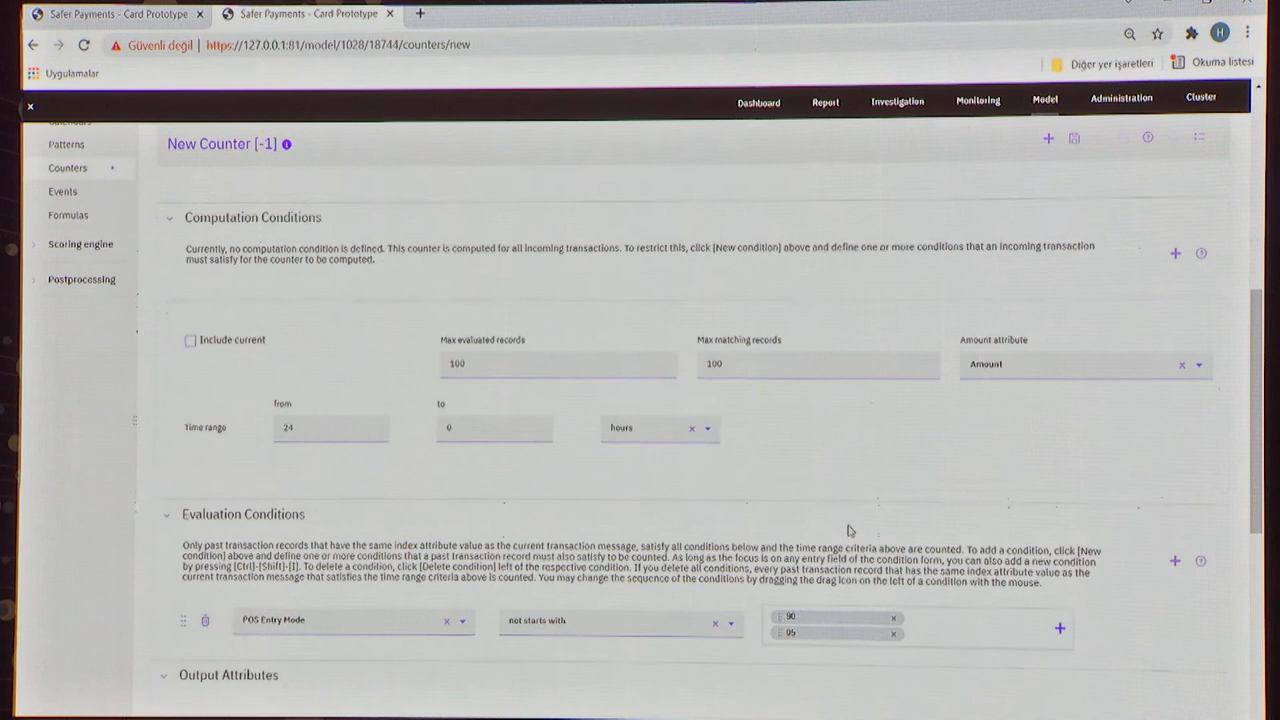 Safer Payments - Card Prototype
Safer Payments - Card Prototype
Güvenli değil | https://127.0.0.1:81/model/1028/18744/counters/new
H
Uygulamalar
Diğer yer işaretleri
Okuma listesi
Dashboard Report Investigation Monitoring Model Administration Cluster
Patterns
Counters
Events
Formulas
Scoring engine
Postprocessing
New Counter [-1]
Computation Conditions
Currently, no computation condition is defined. This counter is computed for all incoming transactions. To restrict this, click [New condition] above and define one or more conditions that an incoming transaction
must satisfy for the counter to be computed.
Include current
Max evaluated records
100
Max matching records
100
Amount attribute
Amount
Time range
from
24
to
0
hours
Evaluation Conditions
Only past transaction records that have the same index attribute value as the current transaction message, satisfy all conditions below and the time range criteria above are counted. To add a condition, click [New
condition] above and define one or more conditions that a past transaction record must also satisfy to be counted. As long as the focus is on any entry field of the condition form, you can also add a new condition
by pressing [Ctrl]-[Shift]-[I]. To delete a condition, click [Delete condition] left of the respective condition. If you delete all conditions, every past transaction record that has the same index attribute value as the
current transaction message that satisfies the time range criteria above is counted. You may change the sequence of the conditions by dragging the drag icon on the left of a condition with the mouse.
POS Entry Mode
not starts with
90
05
Output Attributes